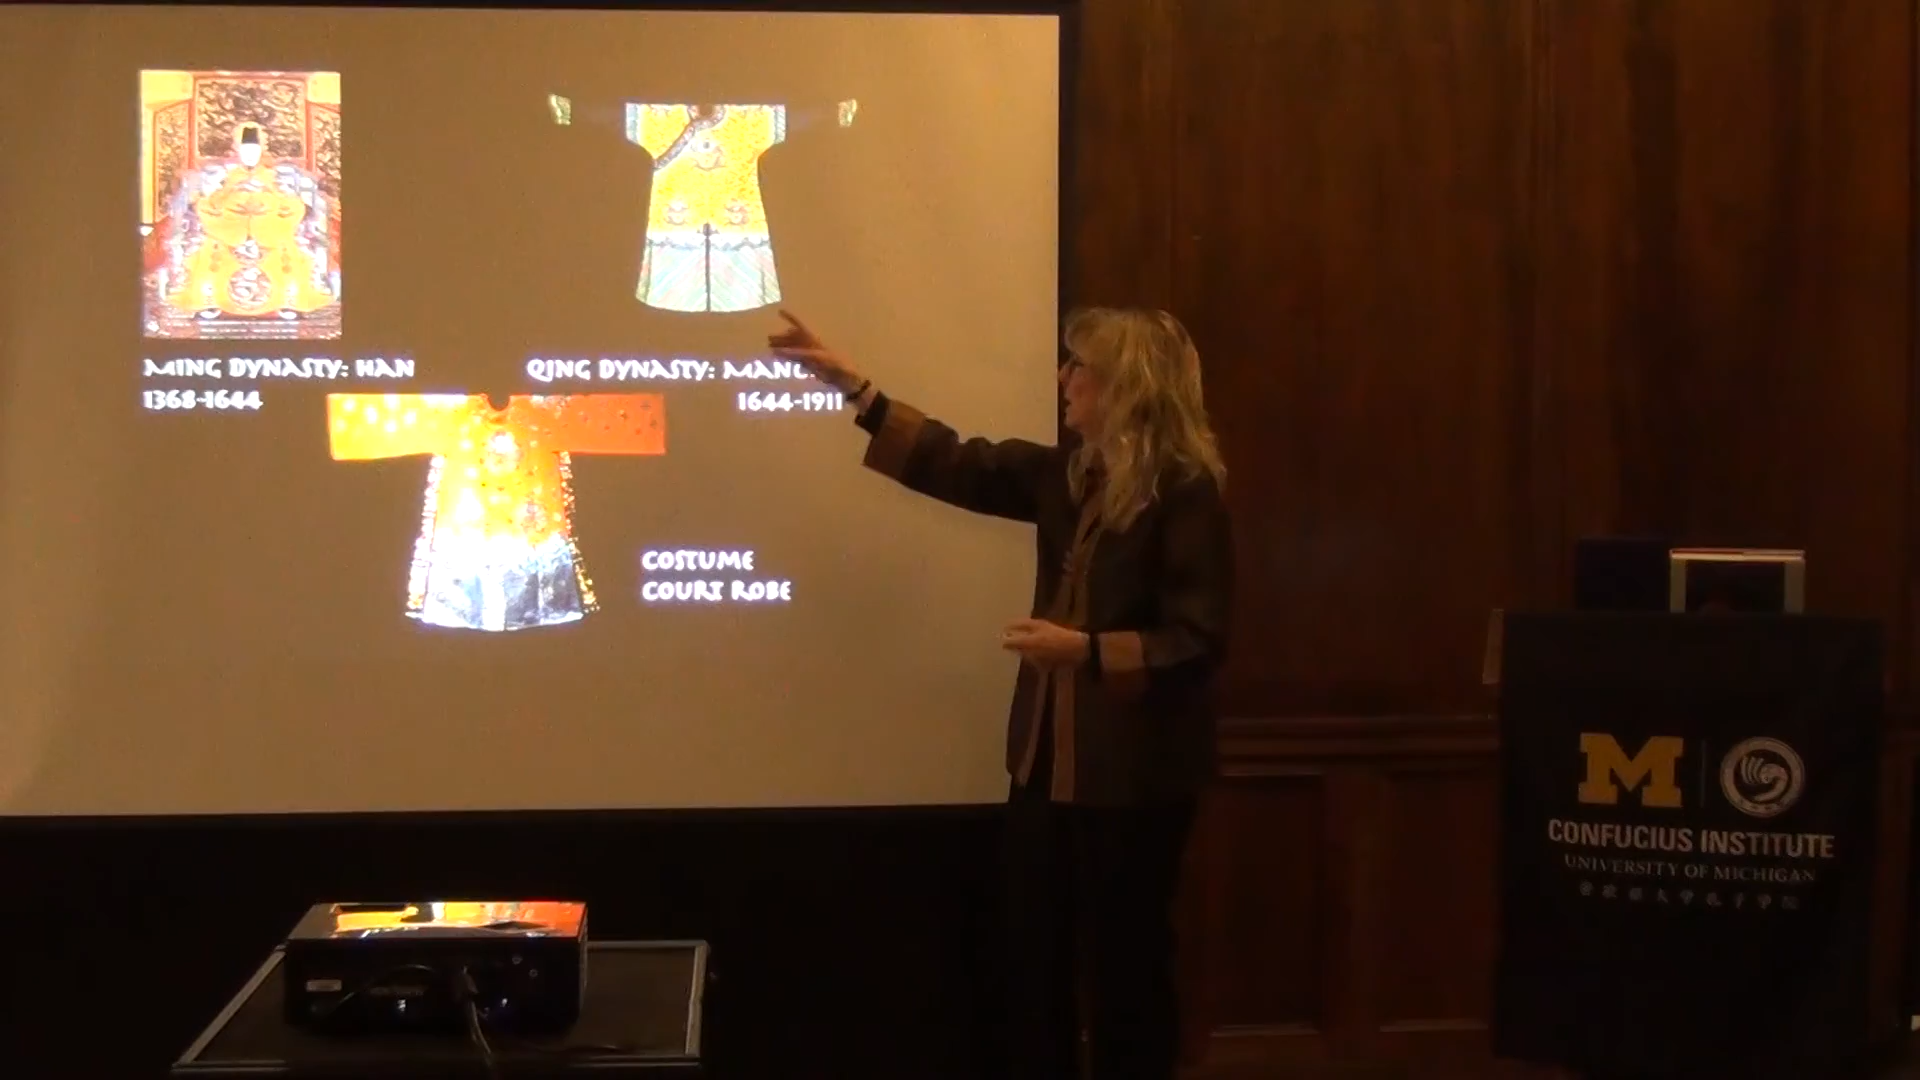 MING DYNASTY: HAN
1368-1644
QING DYNASTY:
1644-1911
COSTUME
COURT ROBE
M
CONFUCIUS INSTITUTE
UNIVERSITY OF MICHIGAN